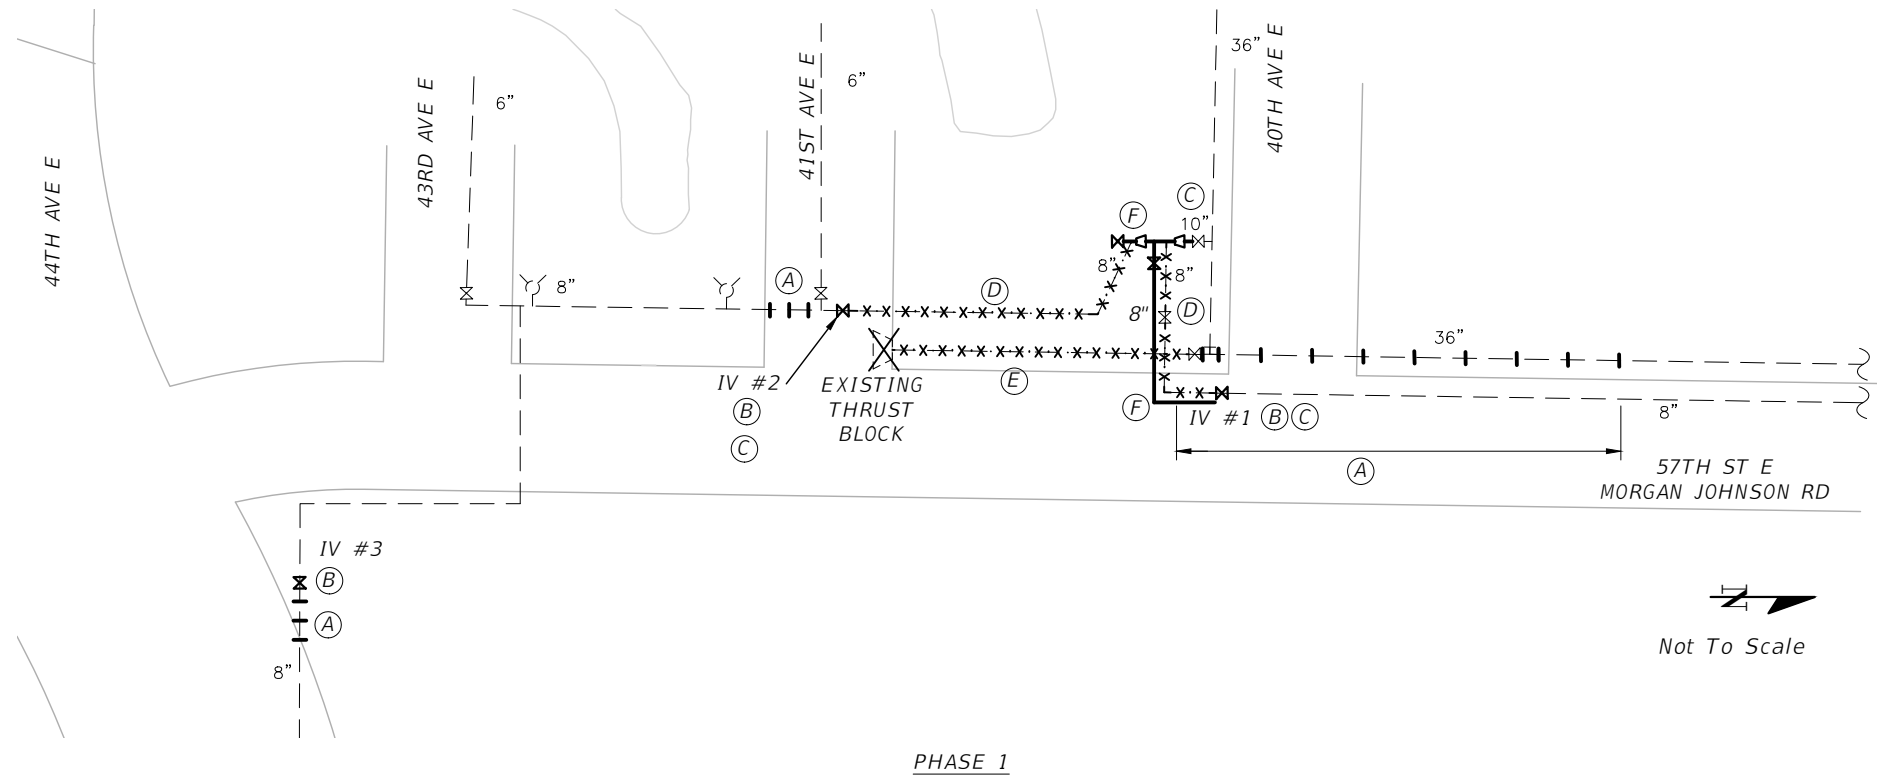 44TH AVE E
43RD AVE E
6”
41ST AVE E
6”
36”
40TH AVE E
8”
A
D
F
C
10”
8”
8”
8"
D
36”
IV #2
B
C
EXISTING
THRUST
BLOCK
E
F
IV #1 B C
8”
A
57TH ST E
MORGAN JOHNSON RD
IV #3
B
A
8”
N
Not To Scale
PHASE 1